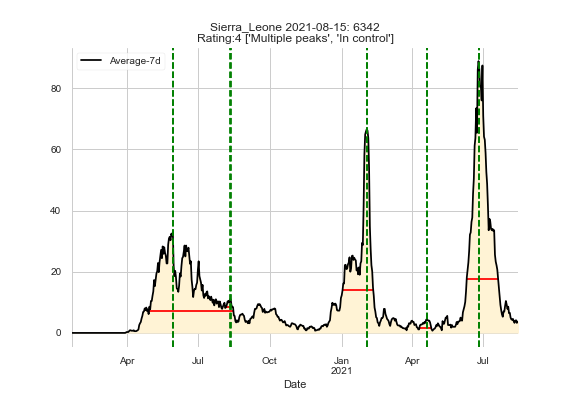 Sierra_Leone 2021-08-15: 6342
Rating:4 ['Multiple peaks', 'In control']
Average-7d
80
60
40
20
0
Apr
Jul
Oct
Jan
2021
Apr
Jul
Date